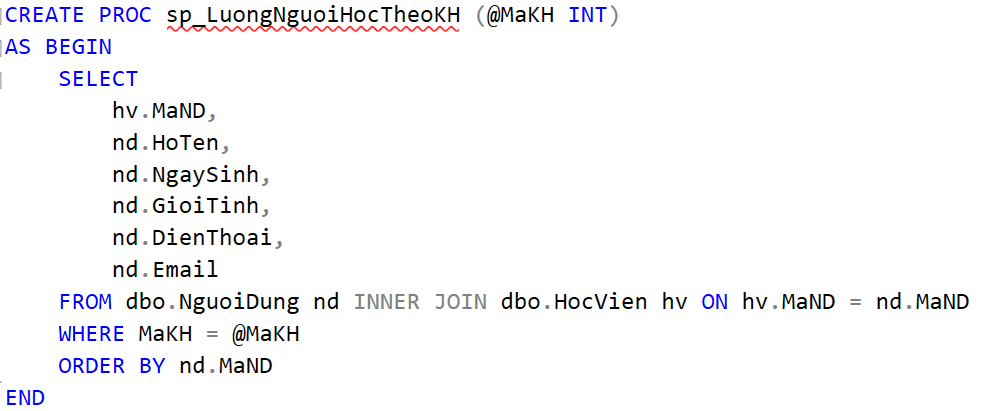 CREATE PROC sp_LuongNguoiHocTheoKH (@MaKH INT)
AS BEGIN
SELECT
hv.MaND,
nd.HoTen,
nd.NgaySinh,
nd.GioiTinh,
nd.DienThoai,
nd.Email
FROM dbo.NguoiDung nd INNER JOIN dbo.HocVien hv ON hv.MaND = nd.MaND
WHERE MaKH = @MaKH
ORDER BY nd.MaND
END